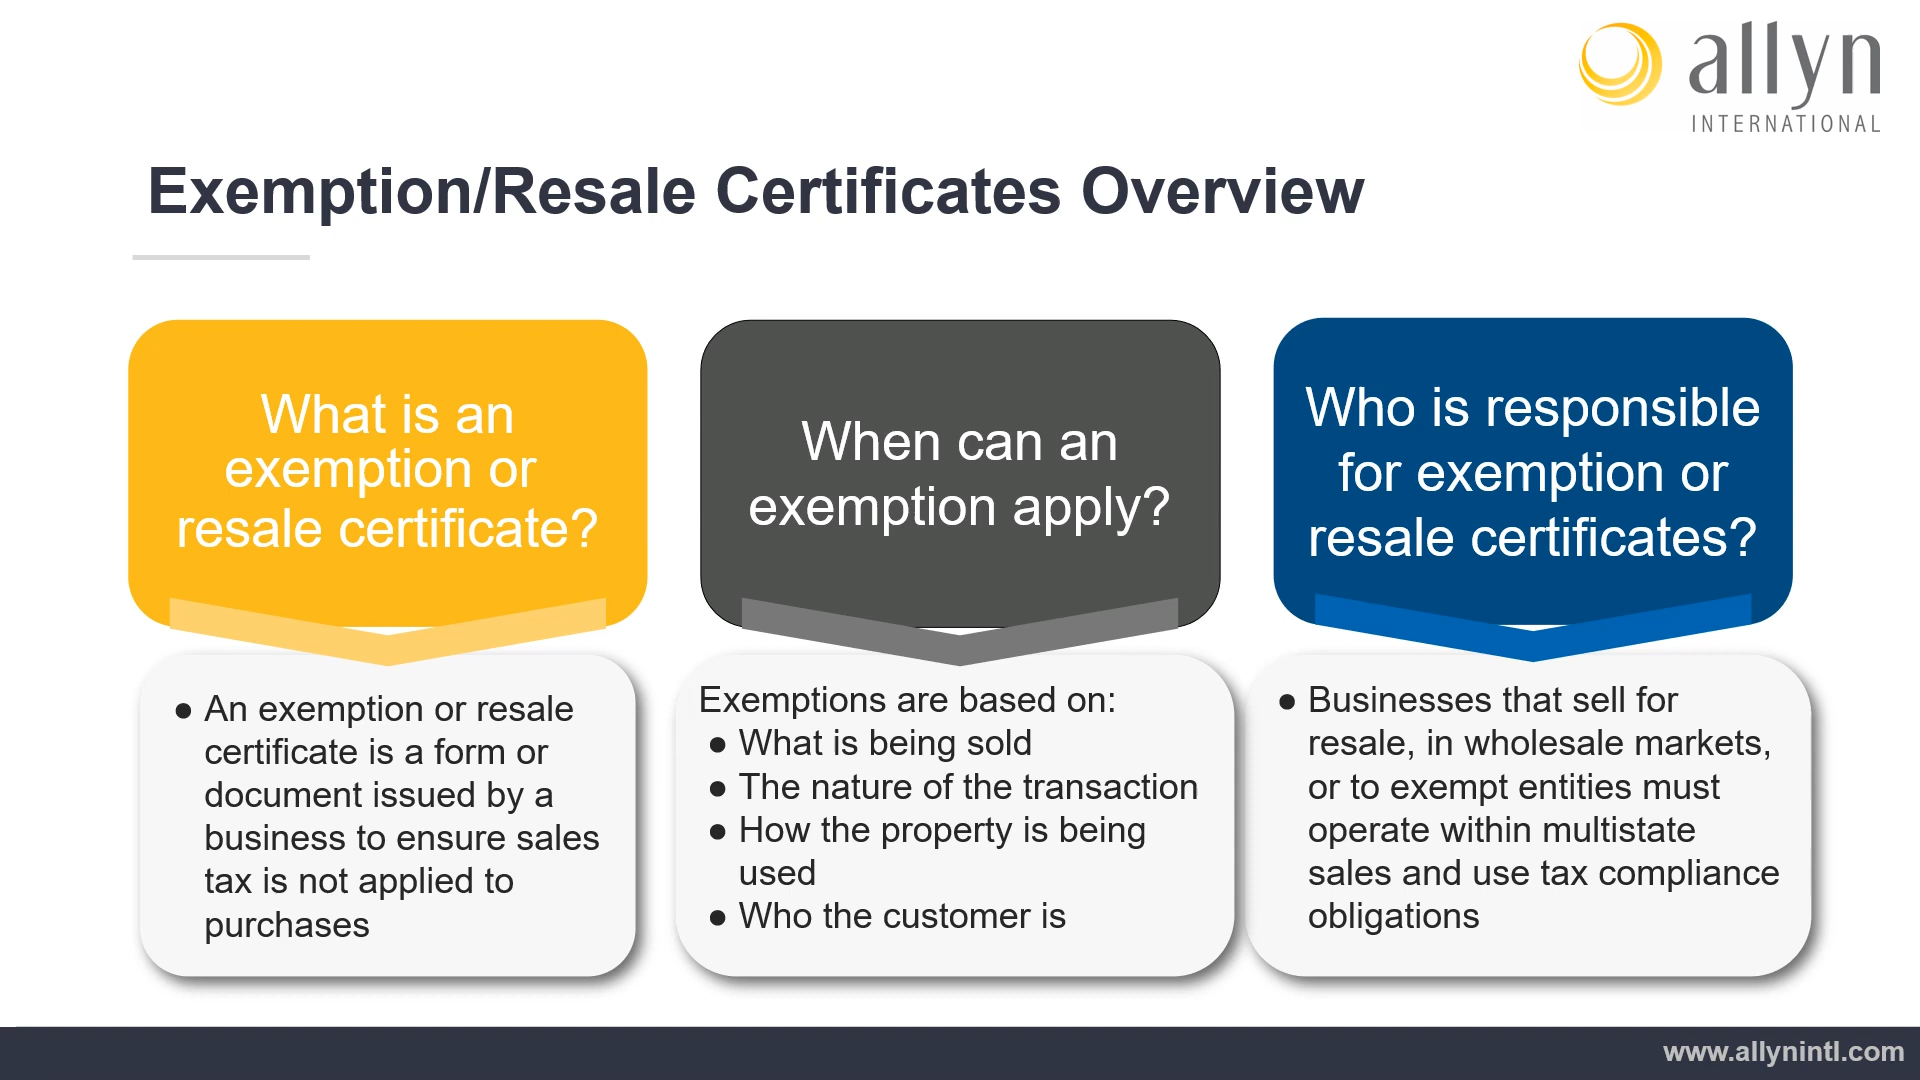 allyn
INTERNATIONAL
Exemption/Resale Certificates Overview
What is an
exemption or
resale certificate?
● An exemption or resale
certificate is a form or
document issued by a
business to ensure sales
tax is not applied to
purchases
When can an
exemption apply?
Exemptions are based on:
● What is being sold
● The nature of the transaction
● How the property is being
used
● Who the customer is
Who is responsible
for exemption or
resale certificates?
● Businesses that sell for
resale, in wholesale markets,
or to exempt entities must
operate within multistate
sales and use tax compliance
obligations
www.allynintl.com